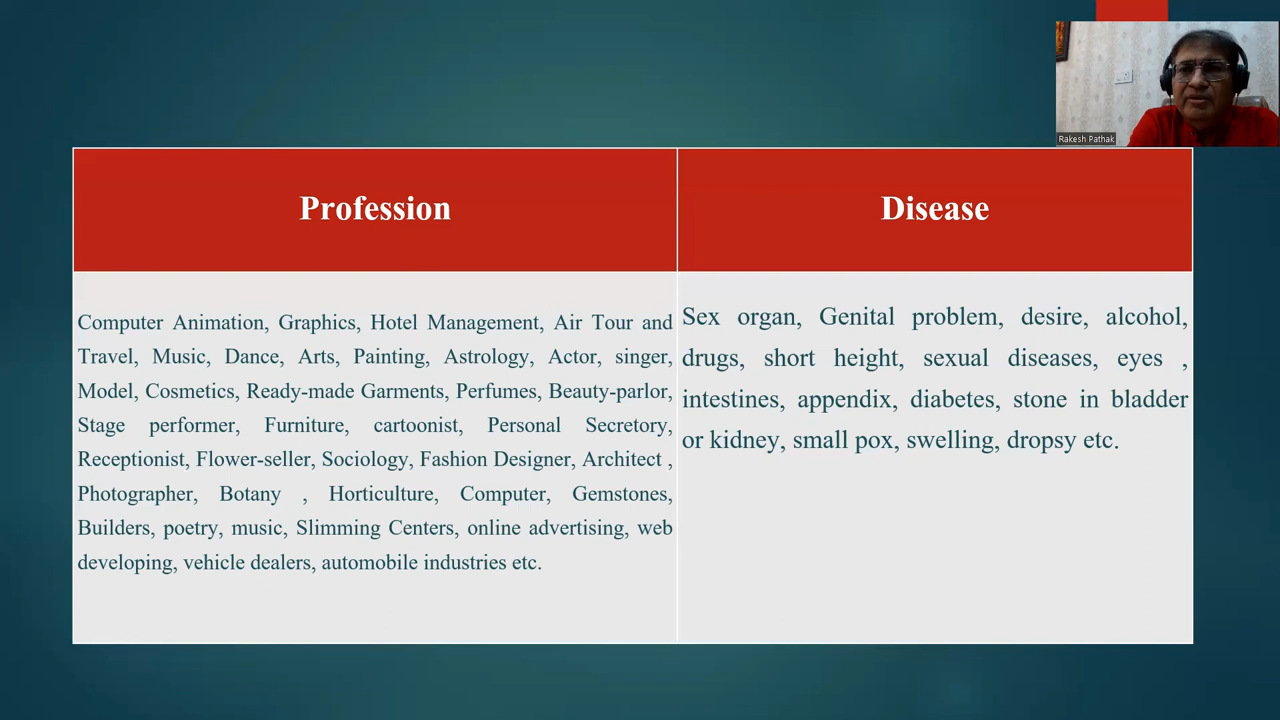 Rakesh Pathak
Profession
Disease
Computer Animation, Graphics, Hotel Management, Air Tour and
Travel, Music, Dance, Arts, Painting, Astrology, Actor, singer,
Model, Cosmetics, Ready-made Garments, Perfumes, Beauty-parlor,
Stage performer, Furniture, cartoonist, Personal Secretory,
Receptionist, Flower-seller, Sociology, Fashion Designer, Architect ,
Photographer, Botany , Horticulture, Computer, Gemstones,
Builders, poetry, music, Slimming Centers, online advertising, web
developing, vehicle dealers, automobile industries etc.
Sex organ, Genital problem, desire, alcohol,
drugs, short height, sexual diseases, eyes ,
intestines, appendix, diabetes, stone in bladder
or kidney, small pox, swelling, dropsy etc.